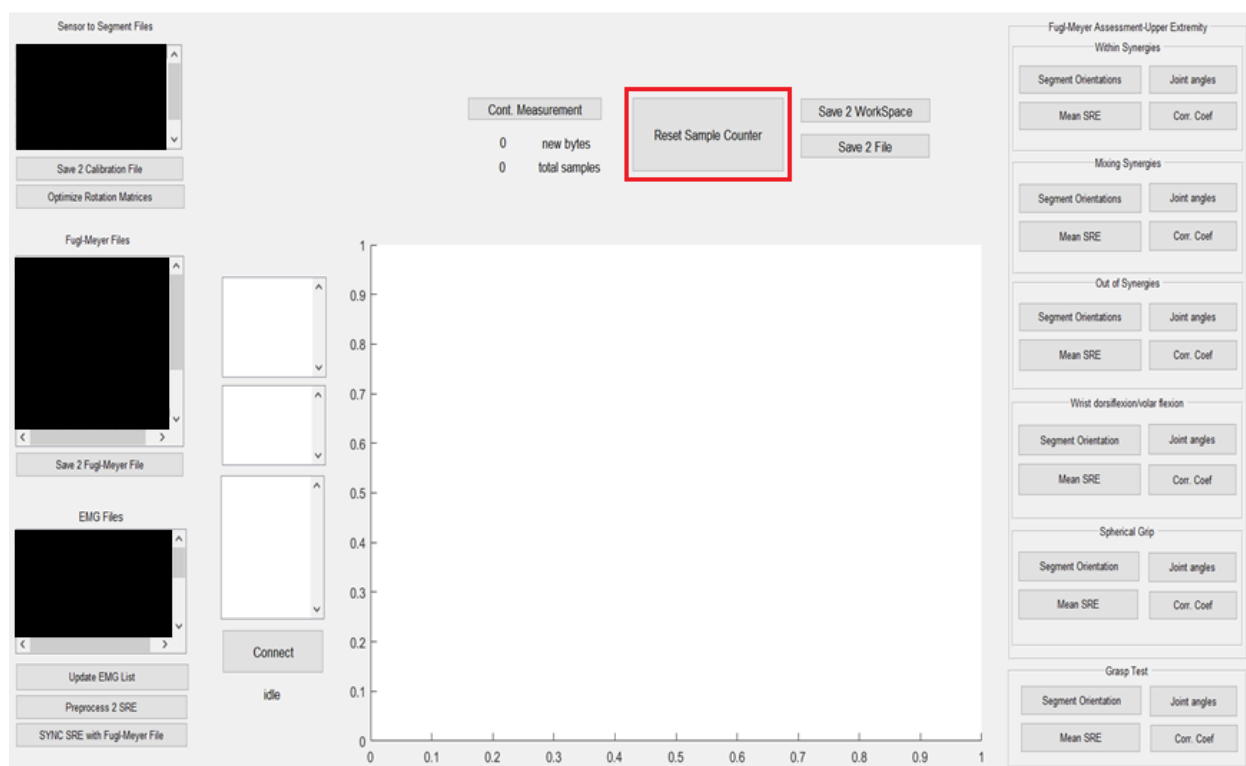 Sensor to Segment Files
Save 2 Calibration File
Optimize Rotation Matrices
Fugl-Meyer Files
Save 2 Fugl-Meyer File
EMG Files
Update EMG List
Preprocess 2 SRE
SYNC SRE with Fugl-Meyer File
Connect
idle
Cont. Measurement
0 new bytes
0 total samples
Reset Sample Counter
Save 2 WorkSpace
Save 2 File
1
0.9
0.8
0.7
0.6
0.5
0.4
0.3
0.2
0.1
0
0 0.1 0.2 0.3 0.4 0.5 0.6 0.7 0.8 0.9 1
Fugl-Meyer Assessment-Upper Extremity
Within Synergies
Segment Orientations Joint angles
Mean SRE Corr. Coef
Mixing Synergies
Segment Orientations Joint angles
Mean SRE Corr. Coef
Out of Synergies
Segment Orientations Joint angles
Mean SRE Corr. Coef
Wrist dorsiflexion/volar flexion
Segment Orientation Joint angles
Mean SRE Corr. Coef
Spherical Grip
Segment Orientation Joint angles
Mean SRE Corr. Coef
Grasp Test
Segment Orientation Joint angles
Mean SRE Corr. Coef